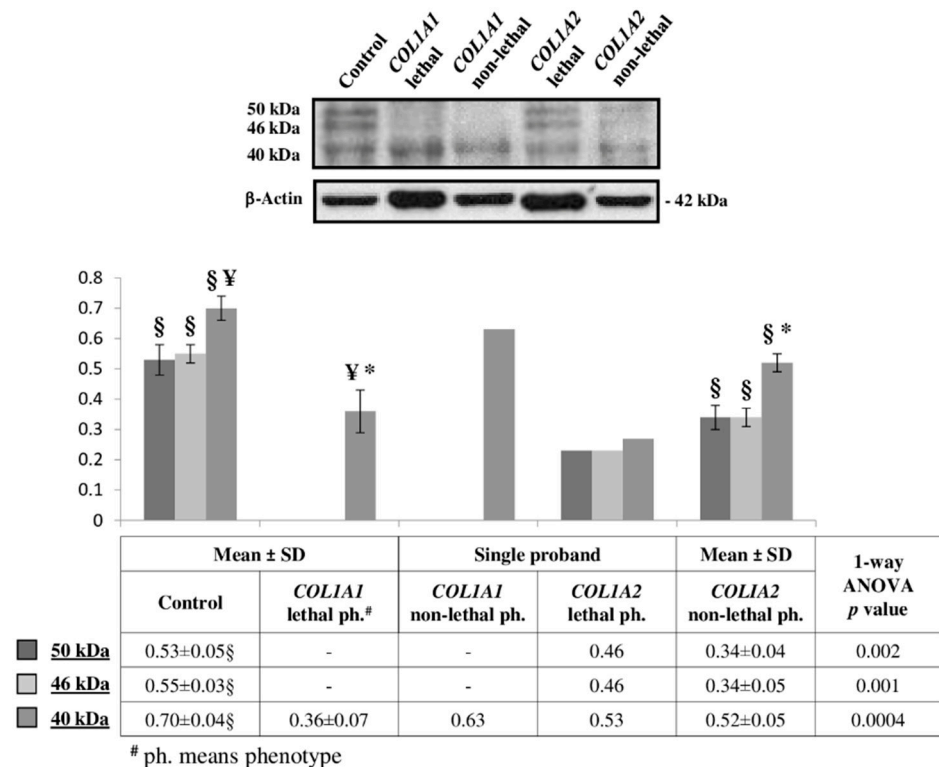 Control
COL1A1 lethal
COL1A1 non-lethal
COL1A2 lethal
COL1A2 non-lethal
50 kDa
46 kDa
40 kDa
β-Actin
- 42 kDa
0.8
0.7
0.6
0.5
0.4
0.3
0.2
0.1
0
§ § § ¥
¥ *
§ § § *
Mean ± SD Single proband Mean ± SD 1-way ANOVA p value
Control COL1A1 lethal ph.# COL1A1 non-lethal ph. COL1A2 lethal ph. COLIA2 non-lethal ph.
50 kDa 0.53±0.05§ - - 0.46 0.34±0.04 0.002
46 kDa 0.55±0.03§ - - 0.46 0.34±0.05 0.001
40 kDa 0.70±0.04§ 0.36±0.07 0.63 0.53 0.52±0.05 0.0004
# ph. means phenotype